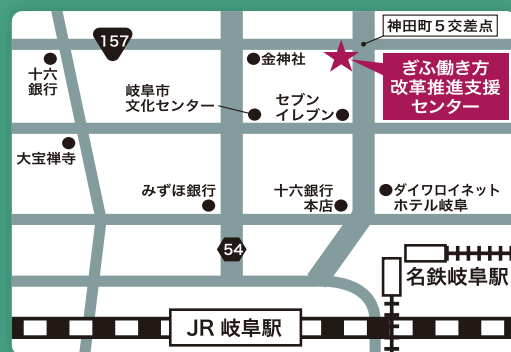 神田町５交差点
157
金神社
ぎふ働き方
改革推進支援
センター
十六
銀行
岐阜市
文化センター
セブン
イレブン
大宝禅寺
みずほ銀行
十六銀行
本店
ダイワロイネット
ホテル岐阜
54
名鉄岐阜駅
JR 岐阜駅